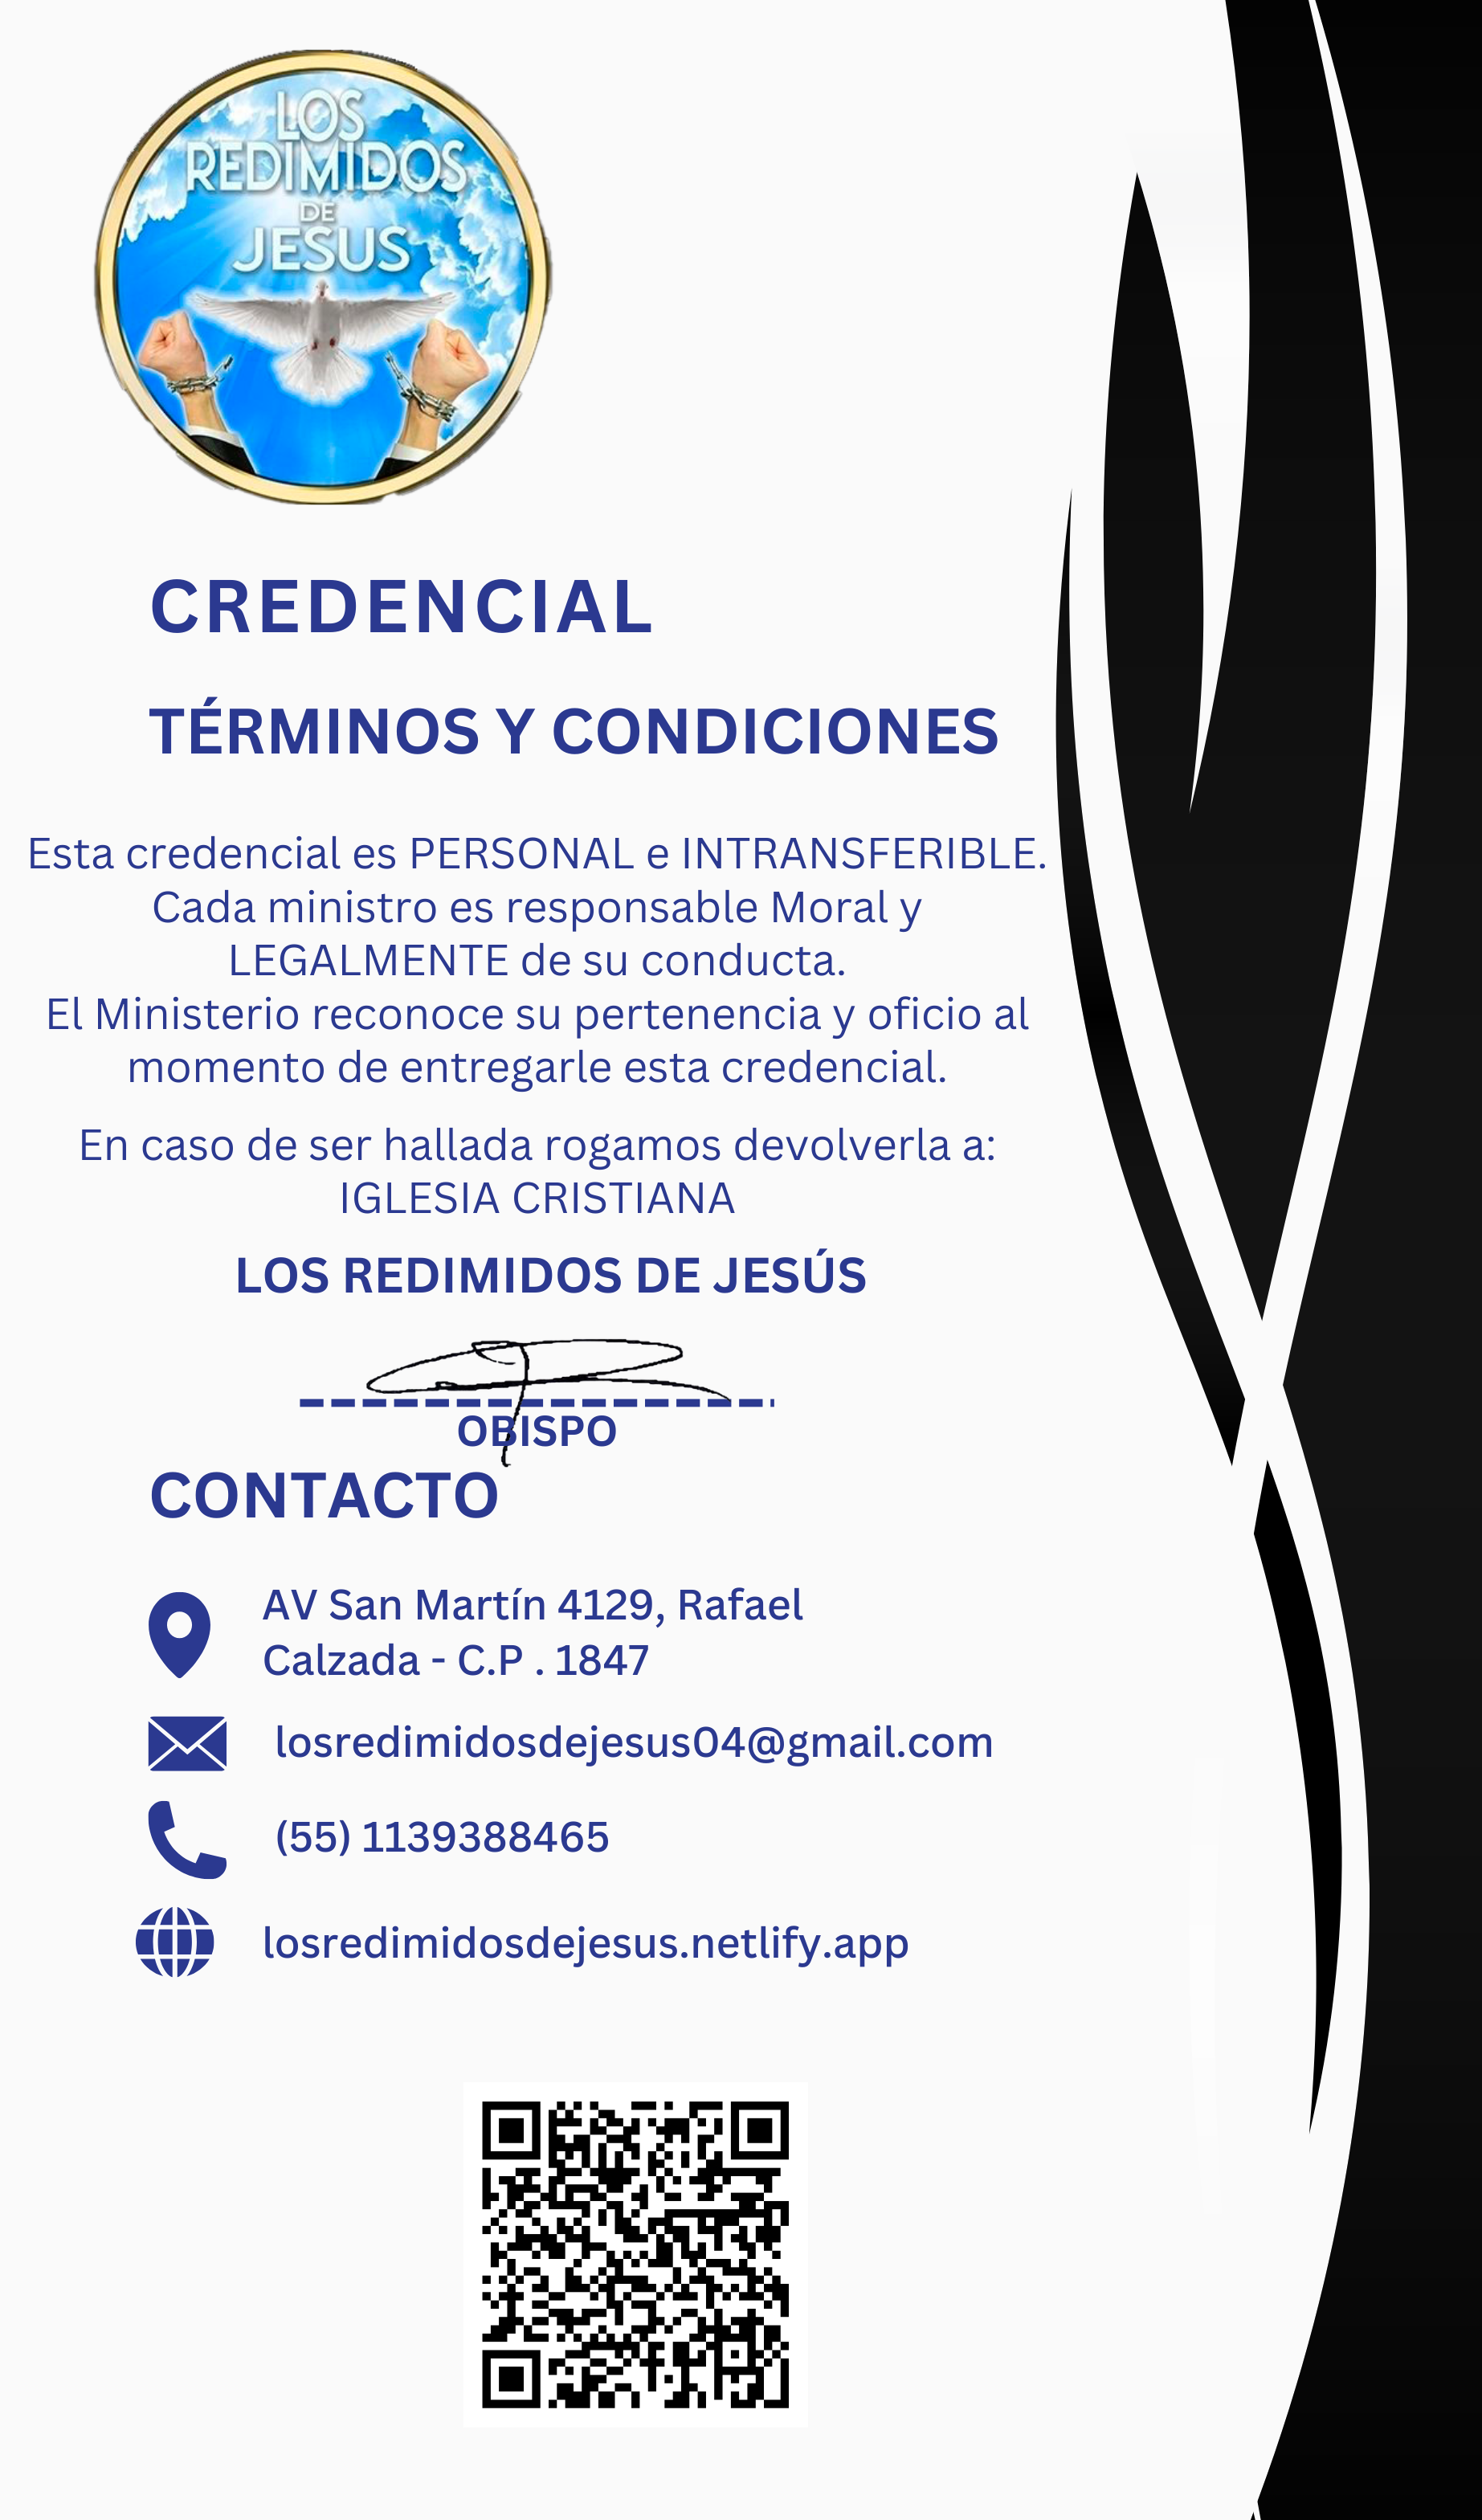 LOS
REDIMIDOS
DE
JESUS
CREDENCIAL
TÉRMINOS Y CONDICIONES
Esta credencial es PERSONAL e INTRANSFERIBLE.
Cada ministro es responsable Moral y
LEGALMENTE de su conducta.
El Ministerio reconoce su pertenencia y oficio al
momento de entregarle esta credencial.
En caso de ser hallada rogamos devolverla a:
IGLESIA CRISTIANA
LOS REDIMIDOS DE JESÚS
OBISPO
CONTACTO
AV San Martín 4129, Rafael
Calzada - C.P . 1847
losredimidosdejesus04@gmail.com
(55) 1139388465
losredimidosdejesus.netlify.app